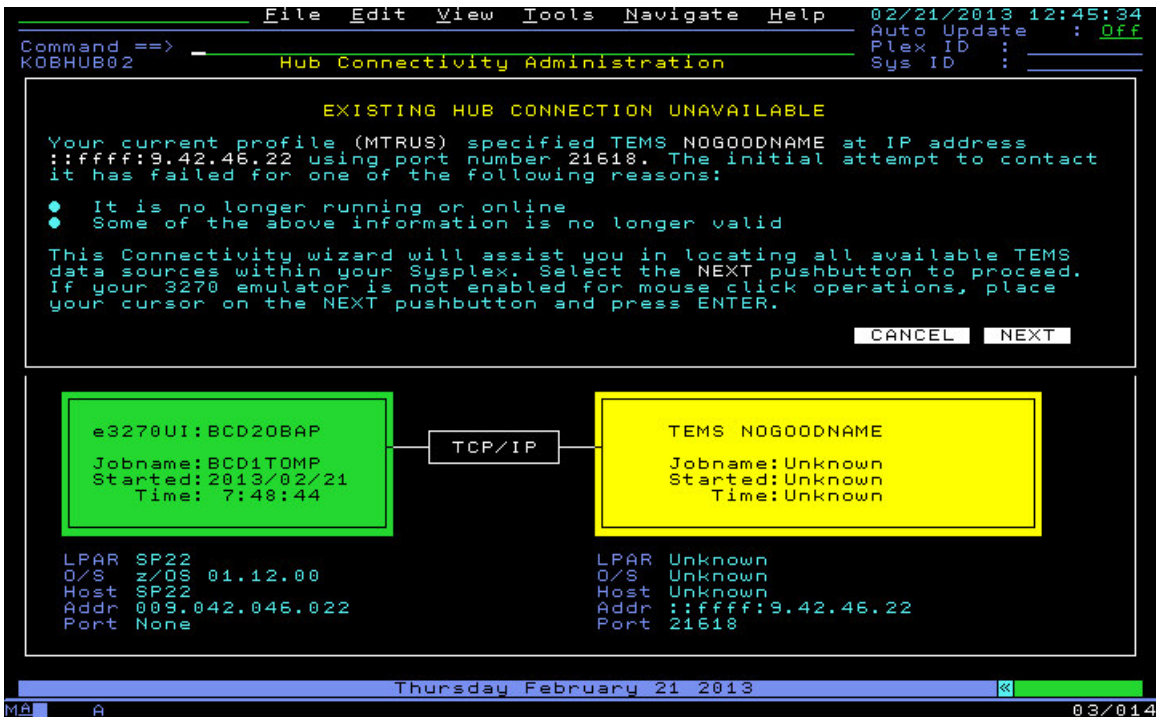 File Edit View Tools Navigate Help 02/21/2013 12:45:34
Auto Update : Off
Command ==> Plex ID :
KOBHUB02 Hub Connectivity Administration Sys ID :
EXISTING HUB CONNECTION UNAVAILABLE
Your current profile (MTRUS) specified TEMS NOGOODNAME at IP address
::ffff:9.42.46.22 using port number 21618. The initial attempt to contact
it has failed for one of the following reasons:
● It is no longer running or online
● Some of the above information is no longer valid
This Connectivity wizard will assist you in locating all available TEMS
data sources within your Sysplex. Select the NEXT pushbutton to proceed.
If your 3270 emulator is not enabled for mouse click operations, place
your cursor on the NEXT pushbutton and press ENTER.
CANCEL NEXT
e3270UI:BCD2OBAP
Jobname:BCD1TOMP
Started:2013/02/21
Time: 7:48:44
TCP/IP
TEMS NOGOODNAME
Jobname:Unknown
Started:Unknown
Time:Unknown
LPAR SP22
O/S z/OS 01.12.00
Host SP22
Addr 009.042.046.022
Port None
LPAR Unknown
O/S Unknown
Host Unknown
Addr ::ffff:9.42.46.22
Port 21618
Thursday February 21 2013 «
MA A 03/014